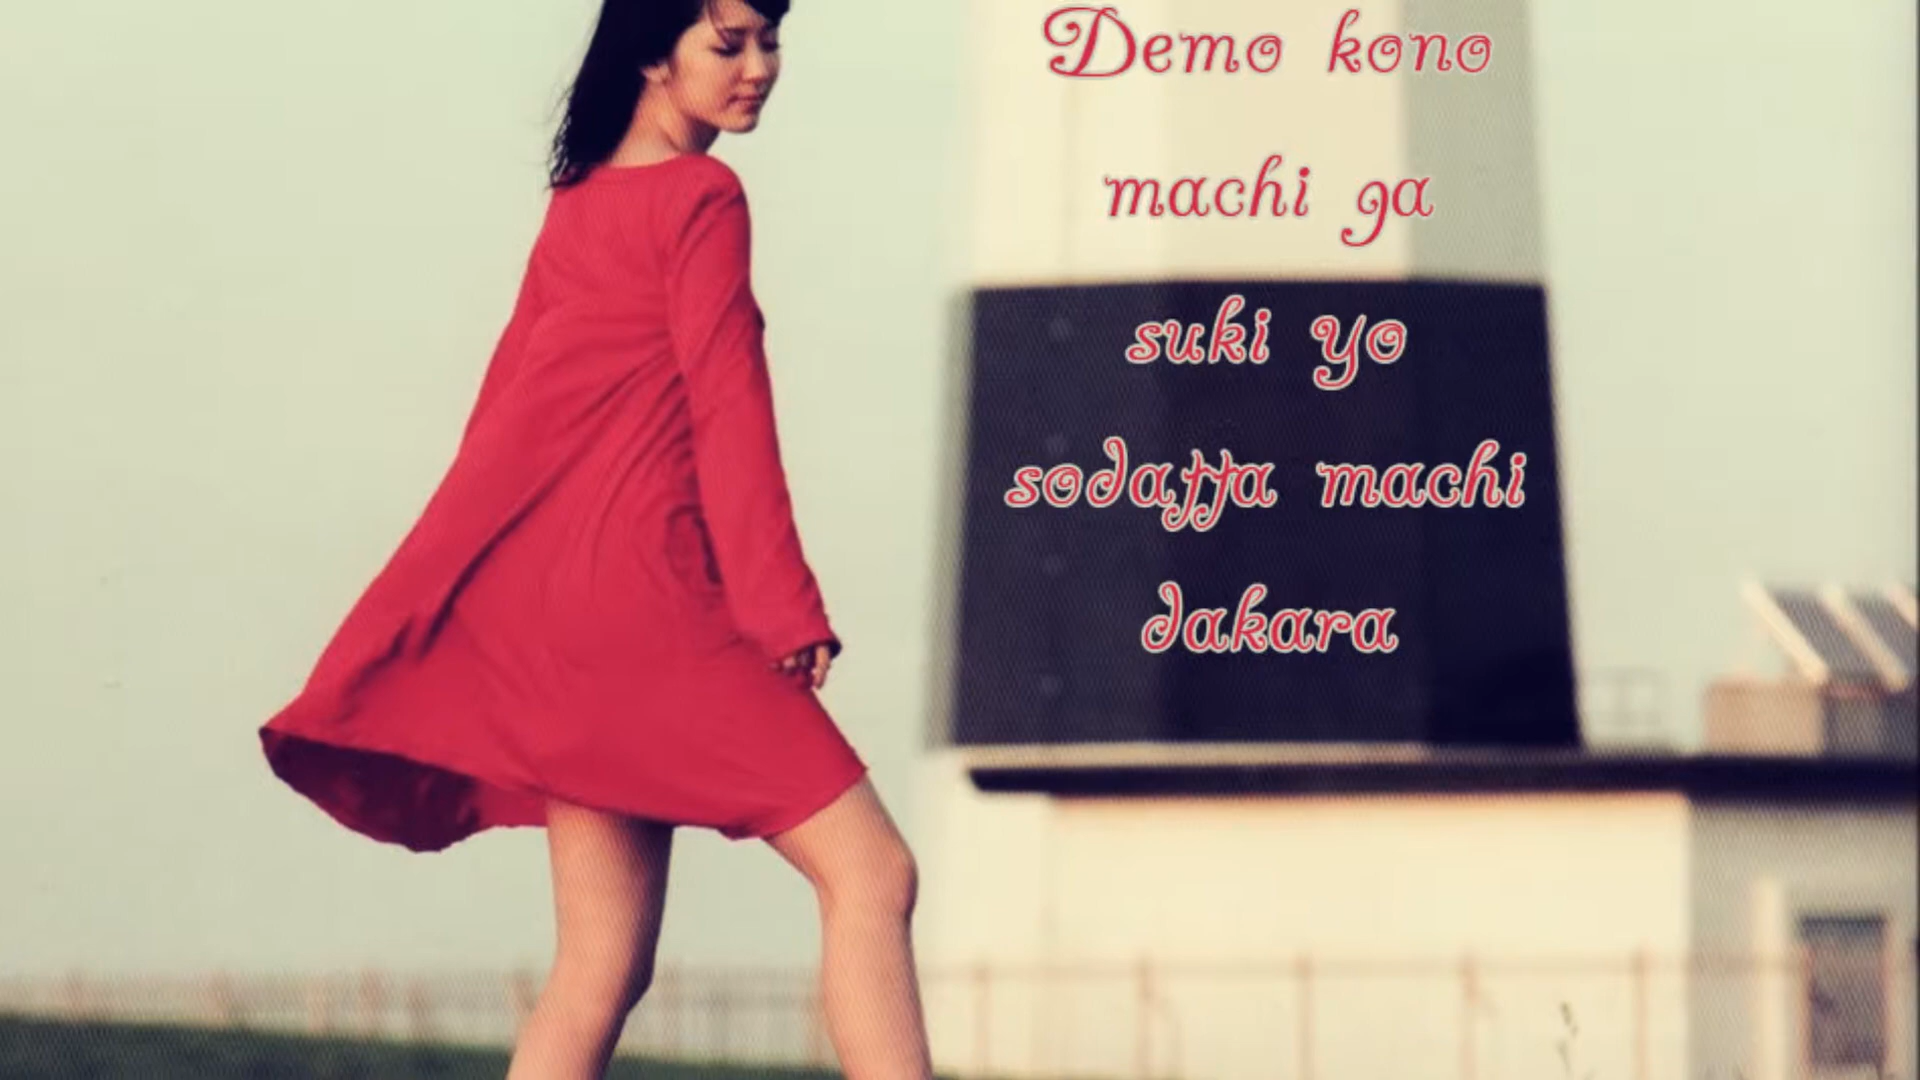 Demo kono
machi ga
suki yo
sodatta machi
dakara